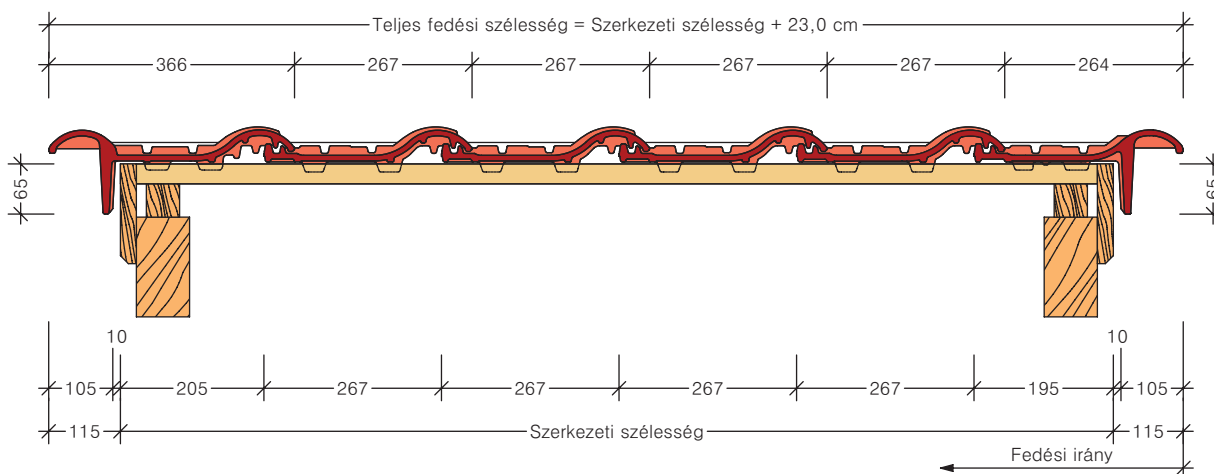 Teljes fedési szélesség = Szerkezeti szélesség + 23,0 cm
366 267 267 267 267 264
65 65
10 10
105 205 267 267 267 267 195 105
115 Szerkezeti szélesség 115
Fedési irány